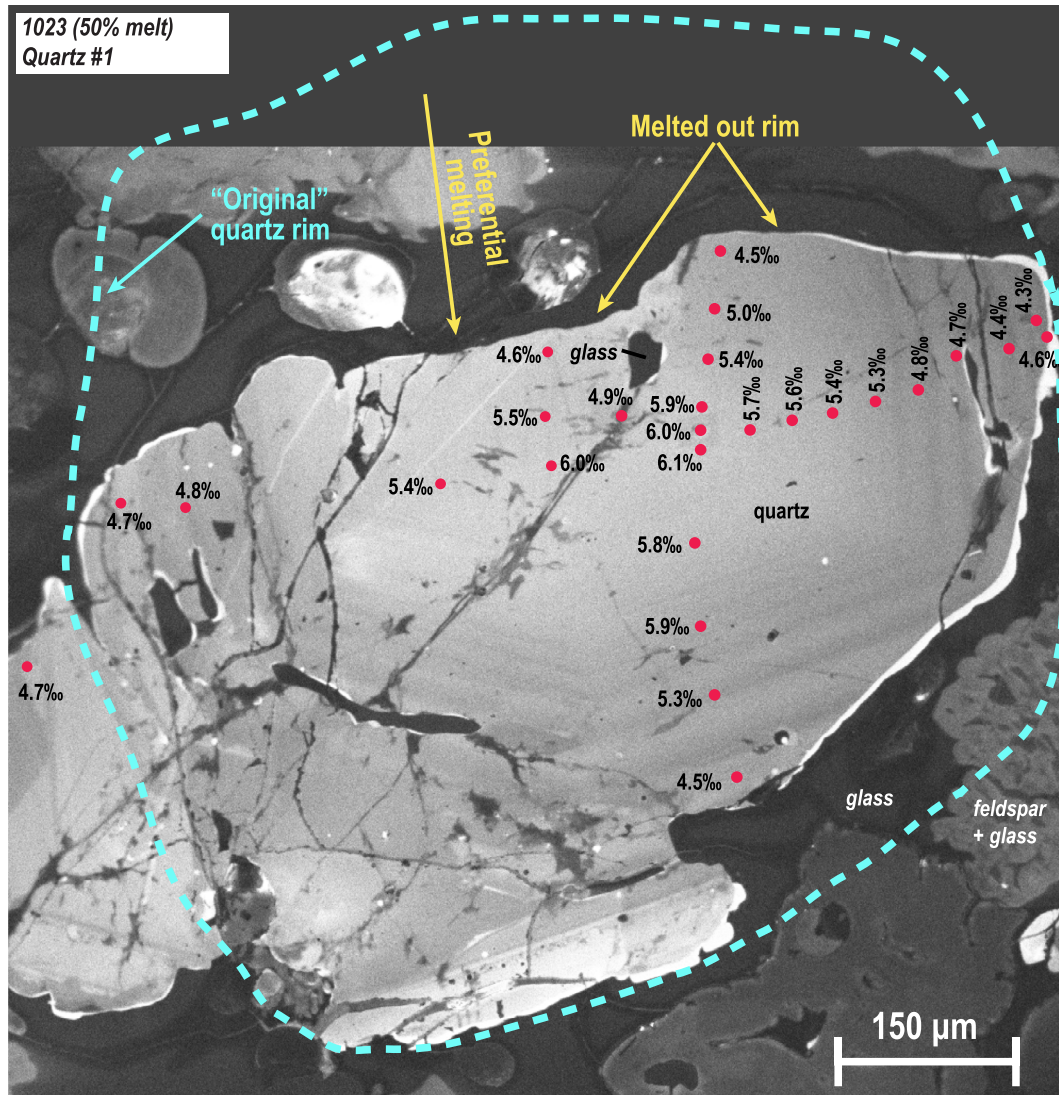 1023 (50% melt)
Quartz #1
Preferential
melting
Melted out rim
“Original”
quartz rim
4.5‰
5.0‰
4.6‰
glass
5.4‰
4.7‰
4.4‰
4.3‰
4.6‰
5.5‰
4.9‰
5.9‰
5.7‰
5.6‰
5.4‰
5.3‰
4.8‰
6.0‰
6.1‰
6.0‰
5.4‰
4.7‰
4.8‰
quartz
5.8‰
5.9‰
4.7‰
5.3‰
4.5‰
glass
feldspar
+ glass
150 µm